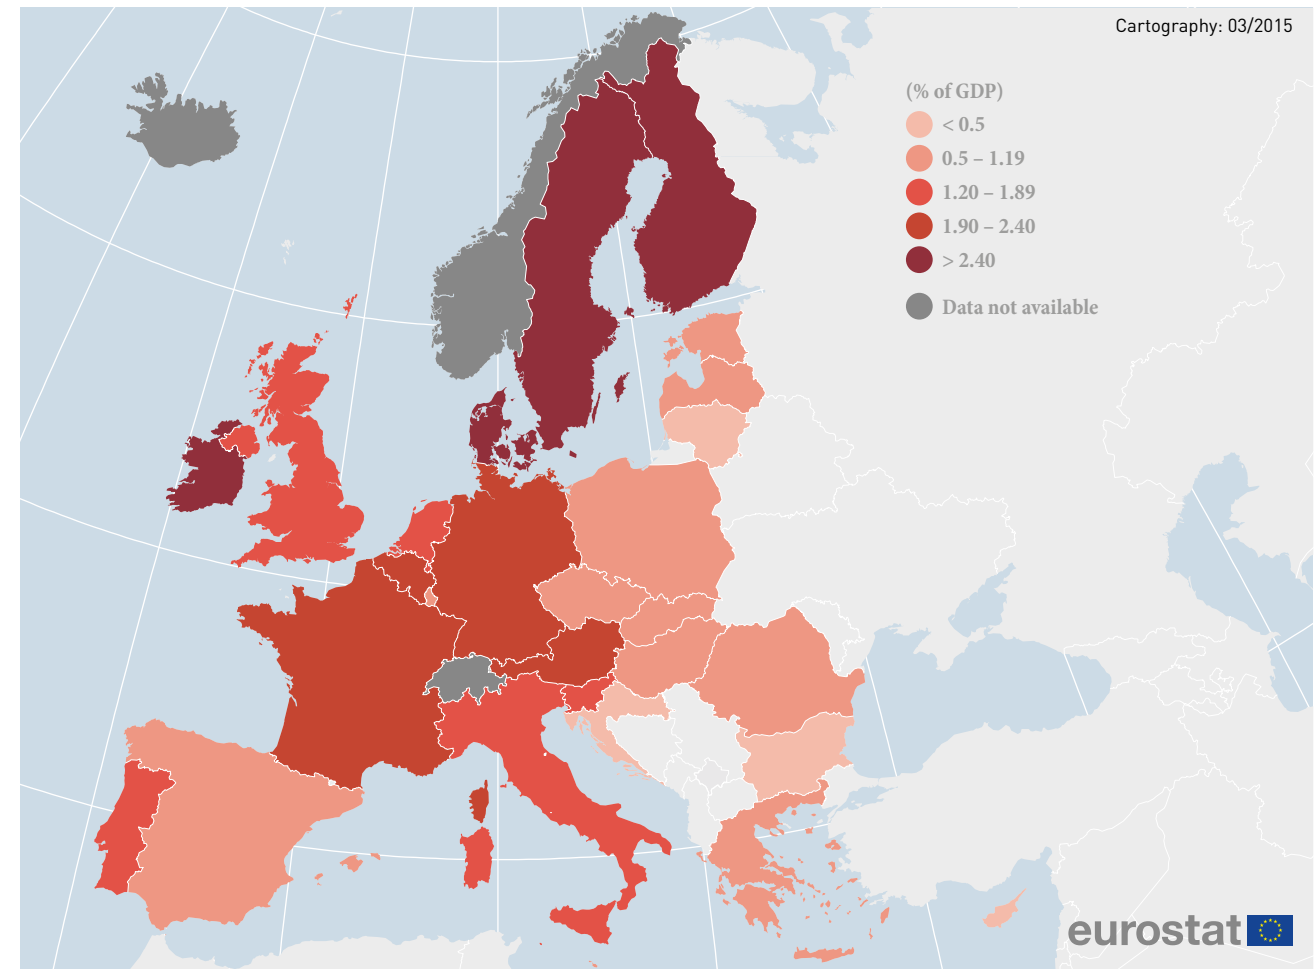 Cartography: 03/2015
(% of GDP)
< 0.5
0.5 – 1.19
1.20 – 1.89
1.90 – 2.40
> 2.40
Data not available
eurostat